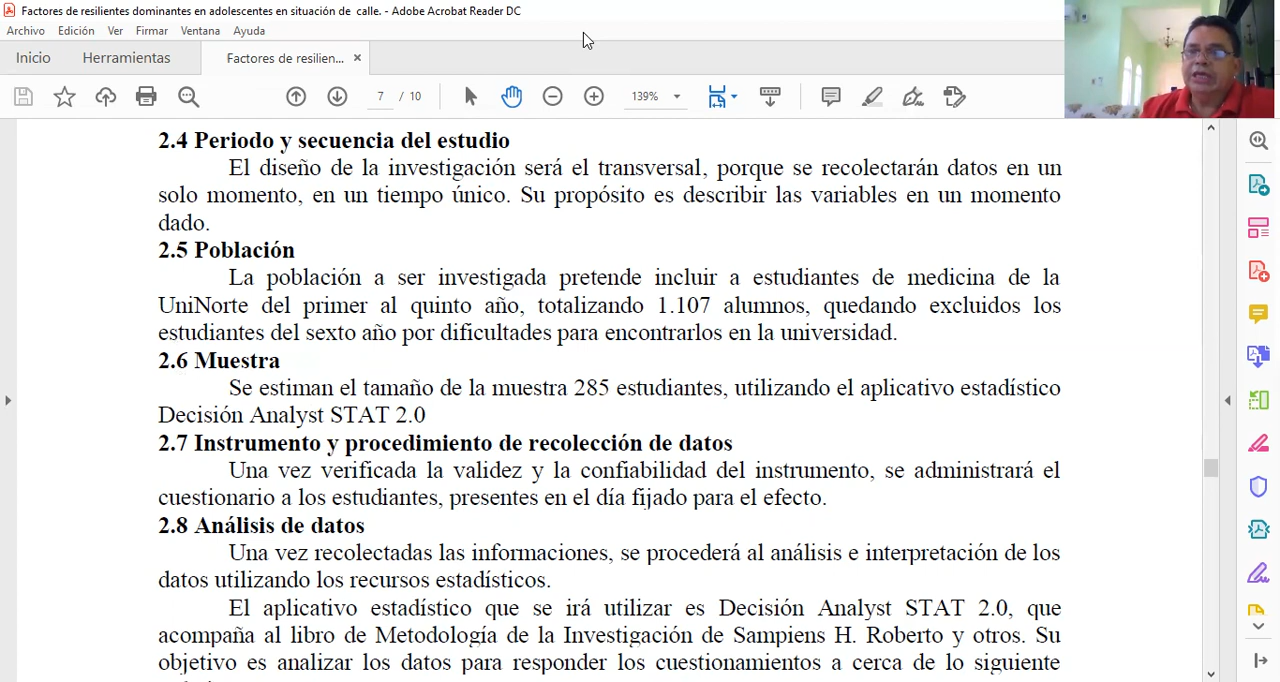 Factores de resilientes dominantes en adolescentes en situación de calle. - Adobe Acrobat Reader DC
Archivo Edición Ver Firmar Ventana Ayuda
Inicio Herramientas Factores de resilien... ×
7 / 10 139%
2.4 Periodo y secuencia del estudio
El diseño de la investigación será el transversal, porque se recolectarán datos en un
solo momento, en un tiempo único. Su propósito es describir las variables en un momento
dado.
2.5 Población
La población a ser investigada pretende incluir a estudiantes de medicina de la
UniNorte del primer al quinto año, totalizando 1.107 alumnos, quedando excluidos los
estudiantes del sexto año por dificultades para encontrarlos en la universidad.
2.6 Muestra
Se estiman el tamaño de la muestra 285 estudiantes, utilizando el aplicativo estadístico
Decisión Analyst STAT 2.0
2.7 Instrumento y procedimiento de recolección de datos
Una vez verificada la validez y la confiabilidad del instrumento, se administrará el
cuestionario a los estudiantes, presentes en el día fijado para el efecto.
2.8 Análisis de datos
Una vez recolectadas las informaciones, se procederá al análisis e interpretación de los
datos utilizando los recursos estadísticos.
El aplicativo estadístico que se irá utilizar es Decisión Analyst STAT 2.0, que
acompaña al libro de Metodología de la Investigación de Sampiens H. Roberto y otros. Su
objetivo es analizar los datos para responder los cuestionamientos a cerca de lo siguiente